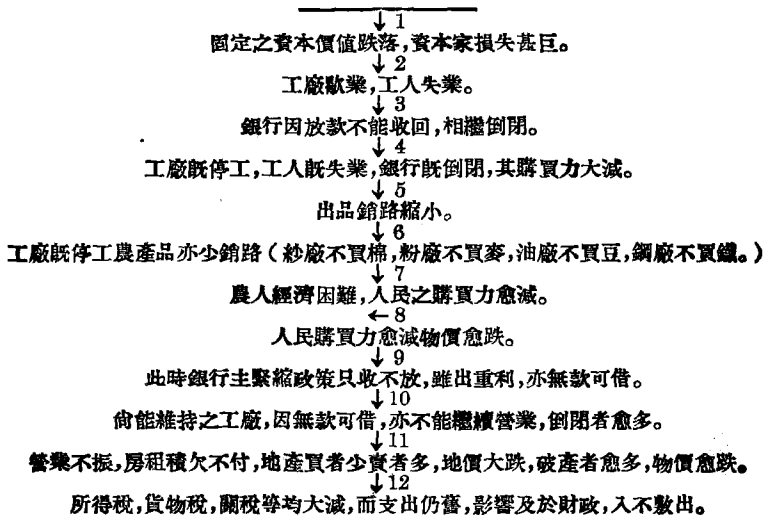 ↓ 1
固定之資本價值跌落,資本家損失甚巨。
↓ 2
工廠歇業,工人失業。
↓ 3
銀行因放款不能收回,相繼倒閉。
↓ 4
工廠旣停工,工人旣失業,銀行旣倒閉,其購買力大減。
↓ 5
出品銷路縮小。
↓ 6
工廠旣停工農產品亦少銷路(紗廠不買棉,粉廠不買麥,油廠不買豆,鋼廠不買鐵。)
↓ 7
農人經濟困難,人民之購買力愈減。
← 8
人民購買力愈減物價愈跌。
↓ 9
此時銀行主緊縮政策只收不放,雖出重利,亦無款可借。
↓ 10
尙能維持之工廠,因無款可借,亦不能繼續營業,倒閉者愈多。
↓ 11
營業不振,房租積欠不付,地產買者少賣者多,地價大跌,破產者愈多,物價愈跌。
↓ 12
所得稅,貨物稅,關稅等均大減,而支出仍舊,影響及於財政,入不敷出。